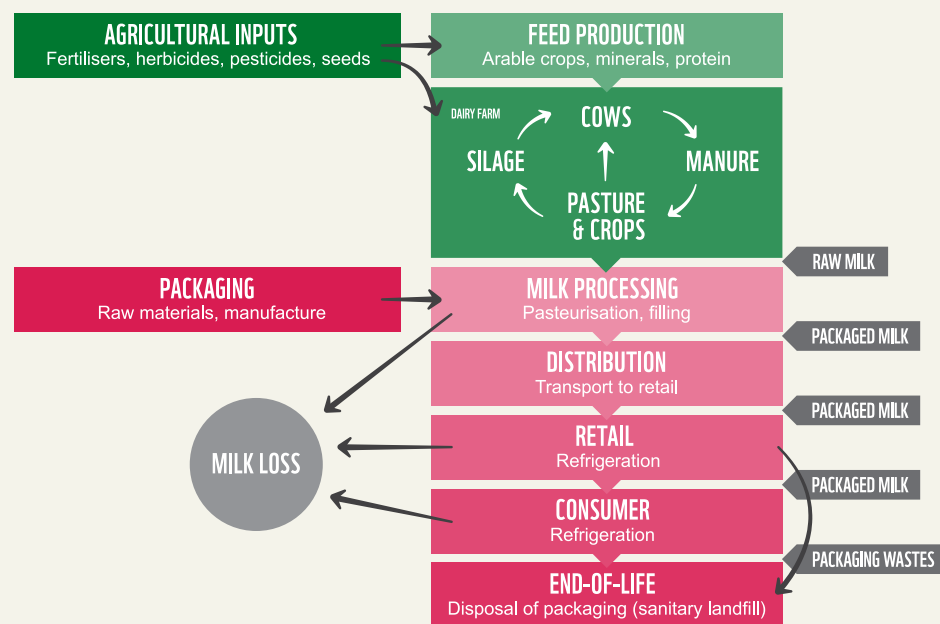 AGRICULTURAL INPUTS
Fertilisers, herbicides, pesticides, seeds
FEED PRODUCTION
Arable crops, minerals, protein
DAIRY FARM
COWS
SILAGE
MANURE
PASTURE
& CROPS
RAW MILK
PACKAGING
Raw materials, manufacture
MILK PROCESSING
Pasteurisation, filling
PACKAGED MILK
DISTRIBUTION
Transport to retail
PACKAGED MILK
MILK LOSS
RETAIL
Refrigeration
PACKAGED MILK
CONSUMER
Refrigeration
PACKAGING WASTES
END-OF-LIFE
Disposal of packaging (sanitary landfill)